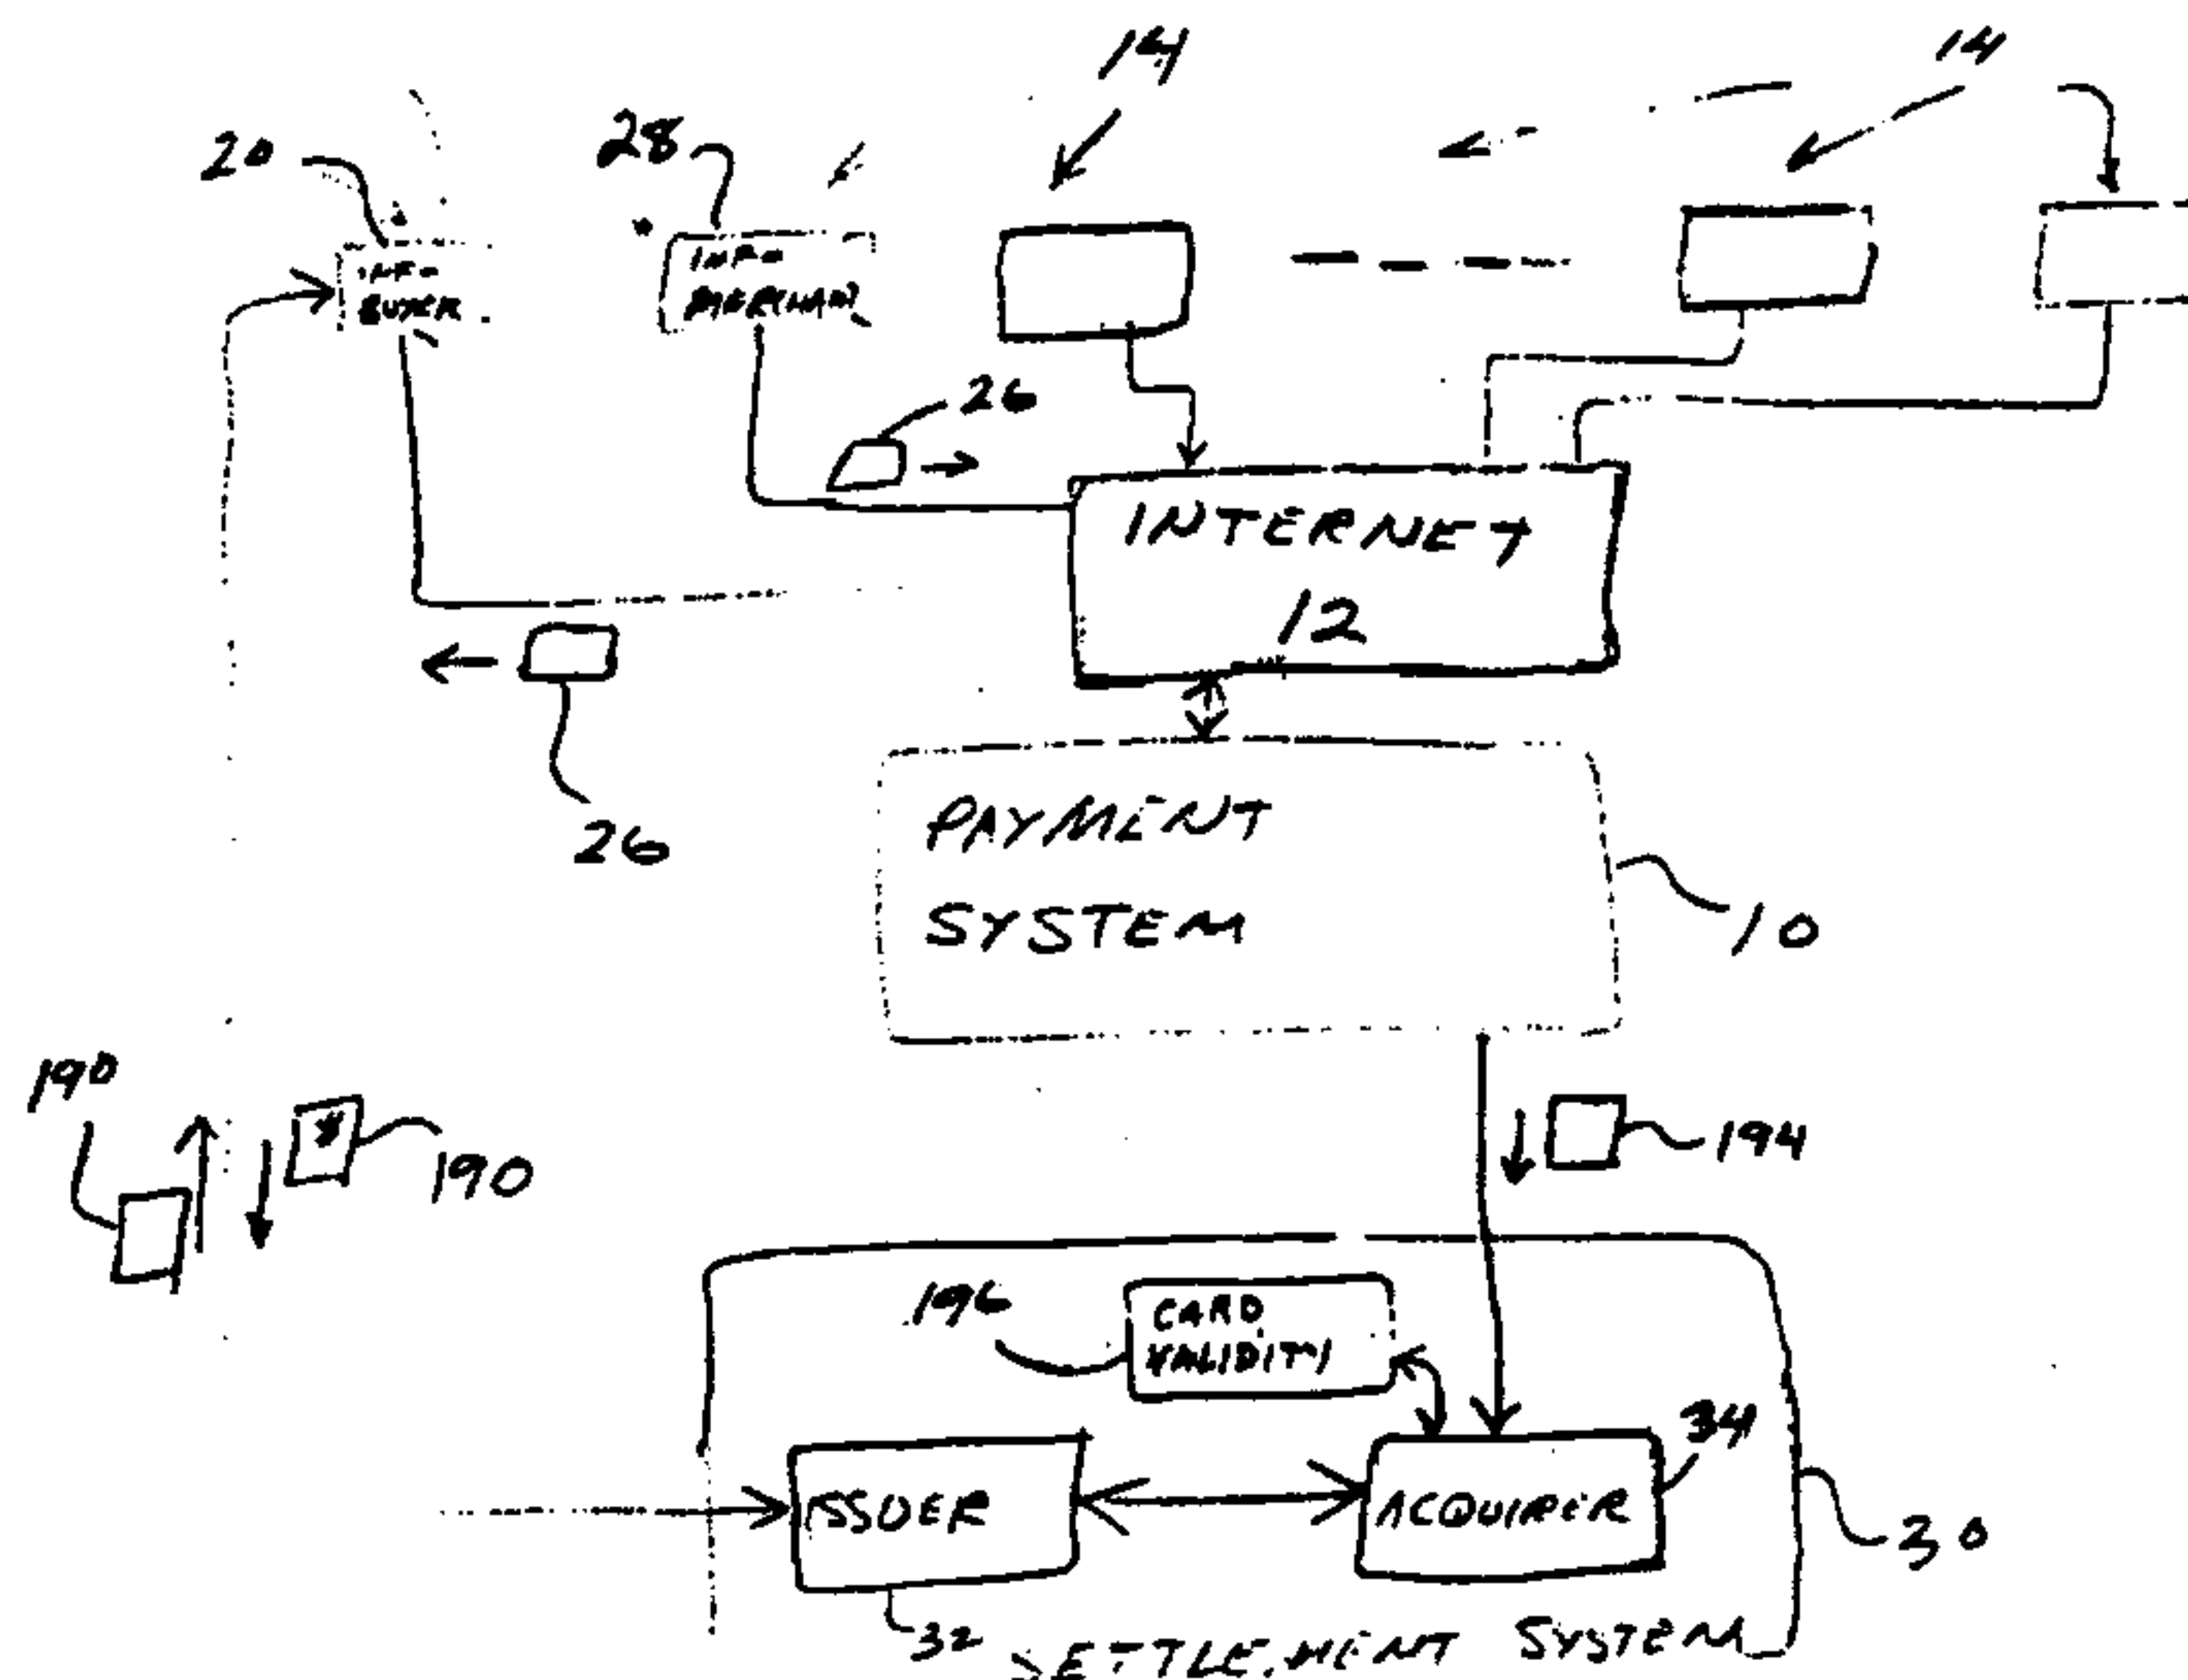 14
14
20
28
INFO
BUYER
INFO
MERCHAN
26
INTERNET
12
26
PAYMENT
SYSTEM
10
190
190
194
196
CARD
VALIDITY
34
ISSUER
ACQUIRER
30
32
SETTLEMENT SYSTEM